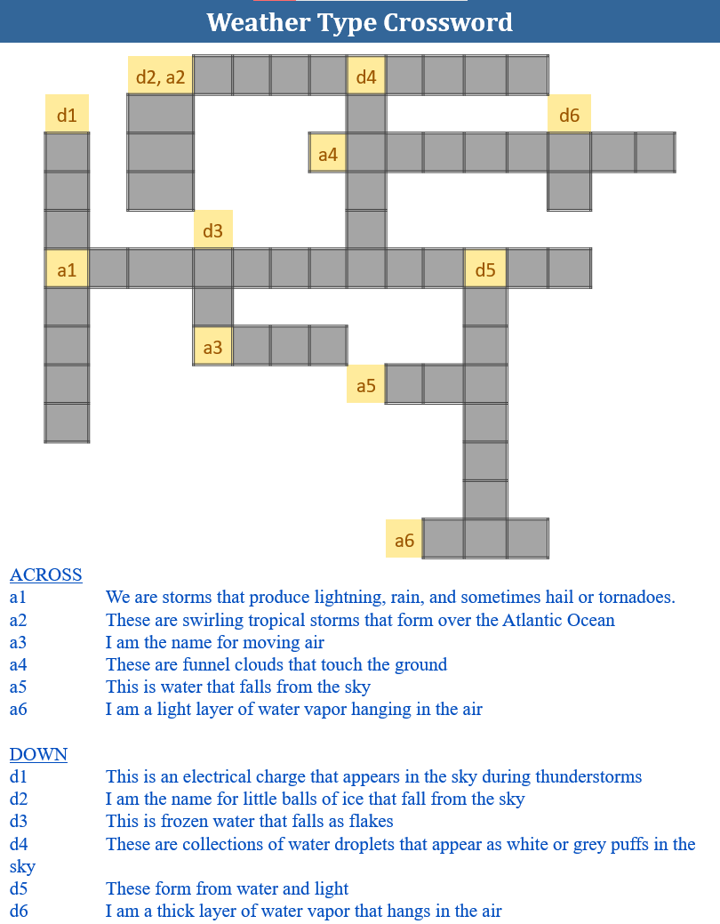 Weather Type Crossword
d2, a2
d4
d1
d6
a4
d3
a1
d5
a3
a5
a6
ACROSS
a1 We are storms that produce lightning, rain, and sometimes hail or tornadoes.
a2 These are swirling tropical storms that form over the Atlantic Ocean
a3 I am the name for moving air
a4 These are funnel clouds that touch the ground
a5 This is water that falls from the sky
a6 I am a light layer of water vapor hanging in the air
DOWN
d1 This is an electrical charge that appears in the sky during thunderstorms
d2 I am the name for little balls of ice that fall from the sky
d3 This is frozen water that falls as flakes
d4 These are collections of water droplets that appear as white or grey puffs in the
sky
d5 These form from water and light
d6 I am a thick layer of water vapor that hangs in the air